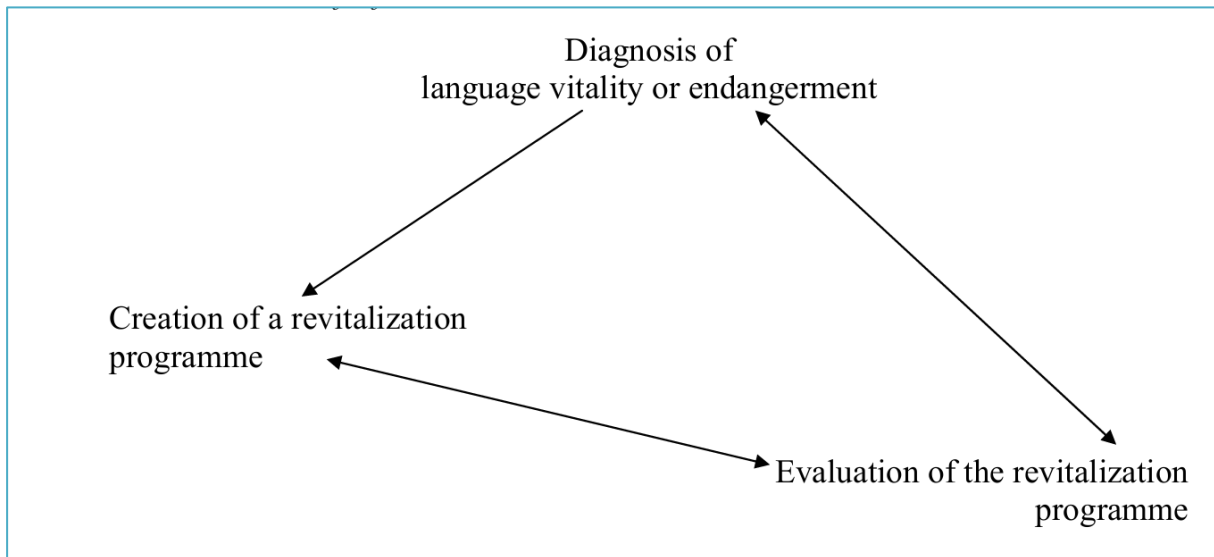 Diagnosis of
language vitality or endangerment
Creation of a revitalization
programme
Evaluation of the revitalization
programme